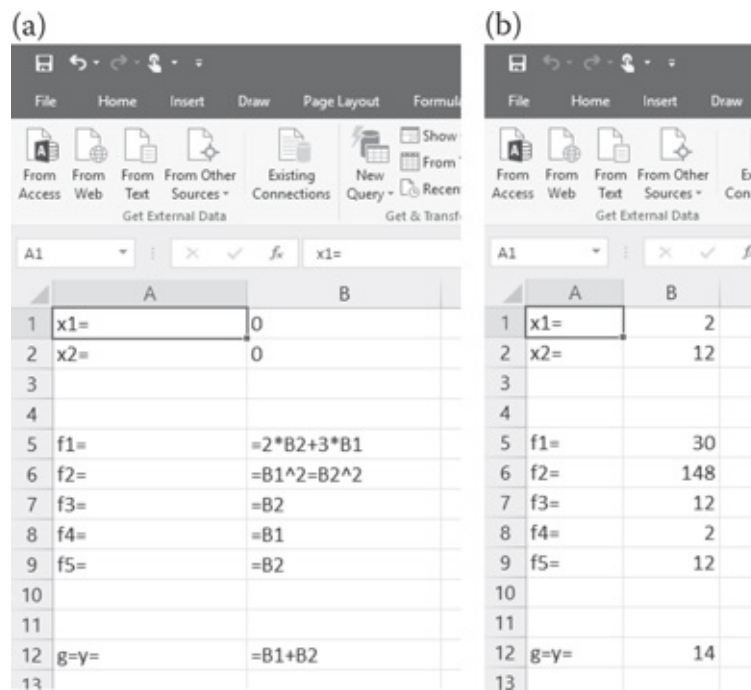 (a)
File Home Insert Draw Page Layout Formula
From Access
From Web
From Text
From Other Sources
Existing Connections
New Query
Show
From
Recen
Get External Data
Get & Transf
A1 fx x1=
A B
1 x1= 0
2 x2= 0
3
4
5 f1= =2*B2+3*B1
6 f2= =B1^2=B2^2
7 f3= =B2
8 f4= =B1
9 f5= =B2
10
11
12 g=y= =B1+B2
13
(b)
File Home Insert Draw
From Access
From Web
From Text
From Other Sources
Get External Data
A1
A B
1 x1= 2
2 x2= 12
3
4
5 f1= 30
6 f2= 148
7 f3= 12
8 f4= 2
9 f5= 12
10
11
12 g=y= 14
13